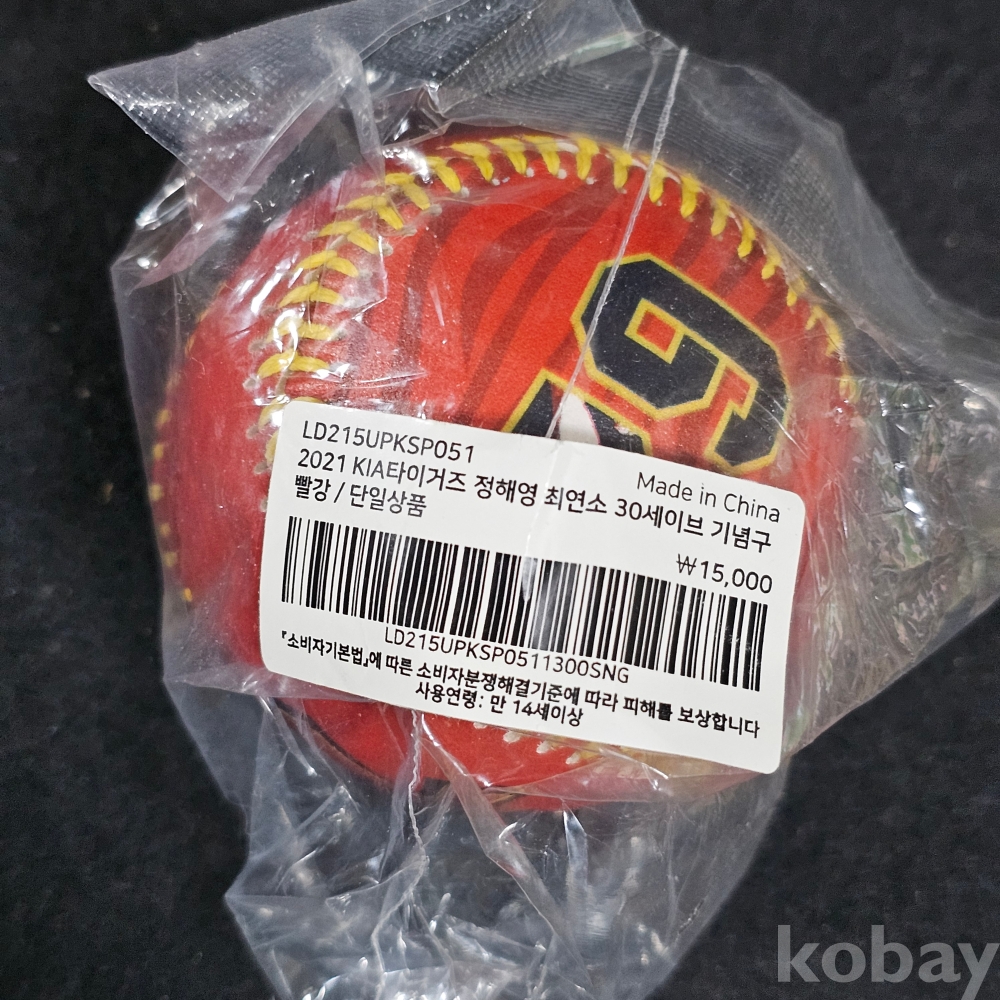 LD215UPKSP051
Made in China
2021 KIA타이거즈 정해영 최연소 30세이브 기념구
빨강 / 단일상품
₩15,000
LD215UPKSP0511300SNG
『소비자기본법』에 따른 소비자분쟁해결기준에 따라 피해를 보상합니다
사용연령: 만 14세이상
kobay